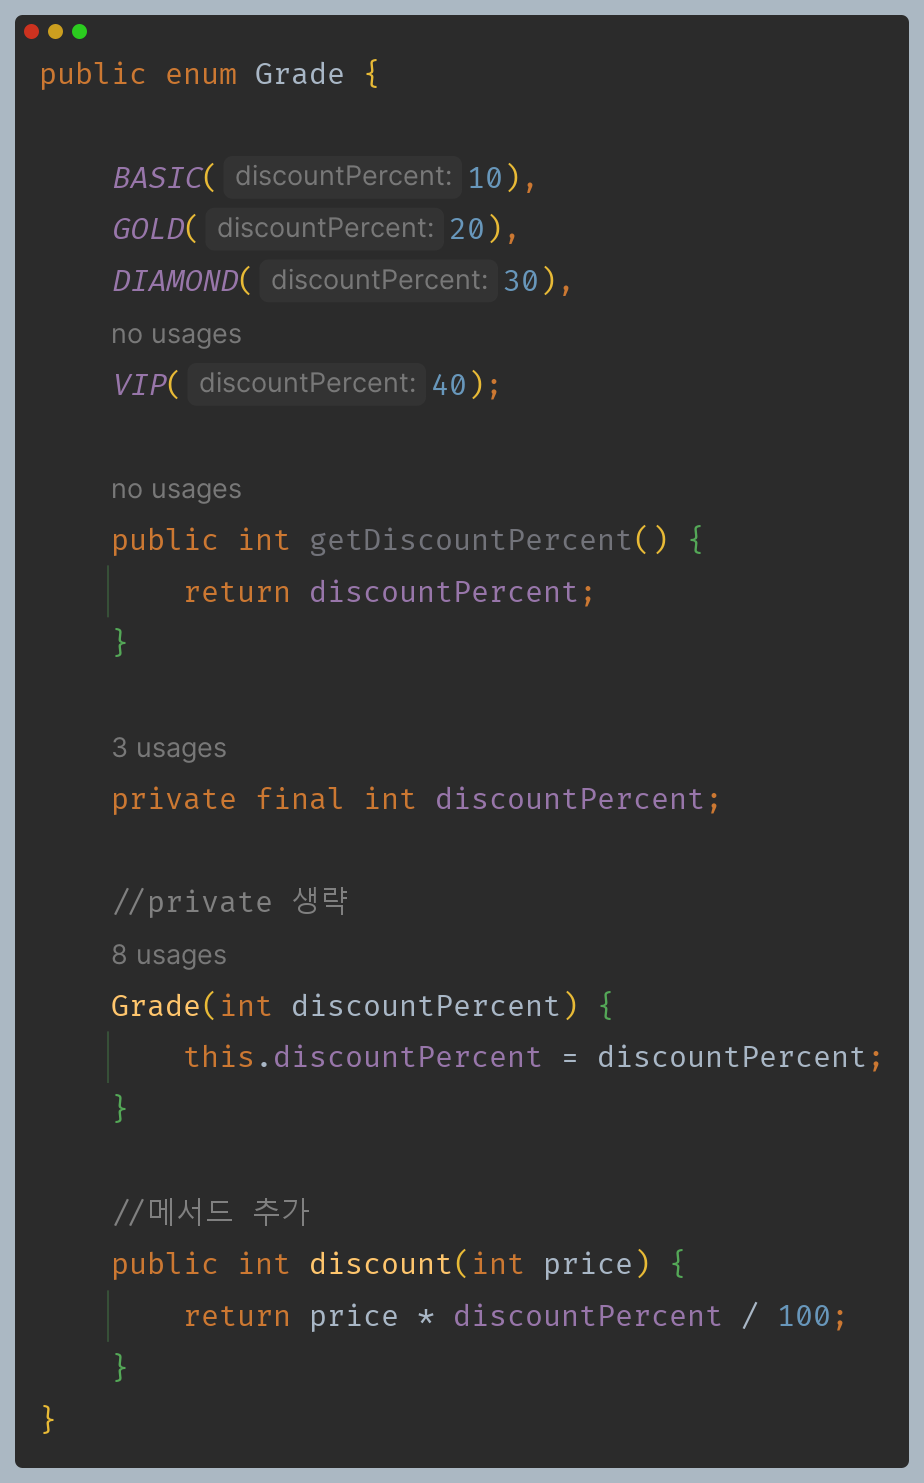 public enum Grade {
BASIC( discountPercent: 10),
GOLD( discountPercent: 20),
DIAMOND( discountPercent: 30),
no usages
VIP( discountPercent: 40);
no usages
public int getDiscountPercent() {
return discountPercent;
}
3 usages
private final int discountPercent;
//private 생략
8 usages
Grade(int discountPercent) {
this.discountPercent = discountPercent;
}
//메서드 추가
public int discount(int price) {
return price * discountPercent / 100;
}
}